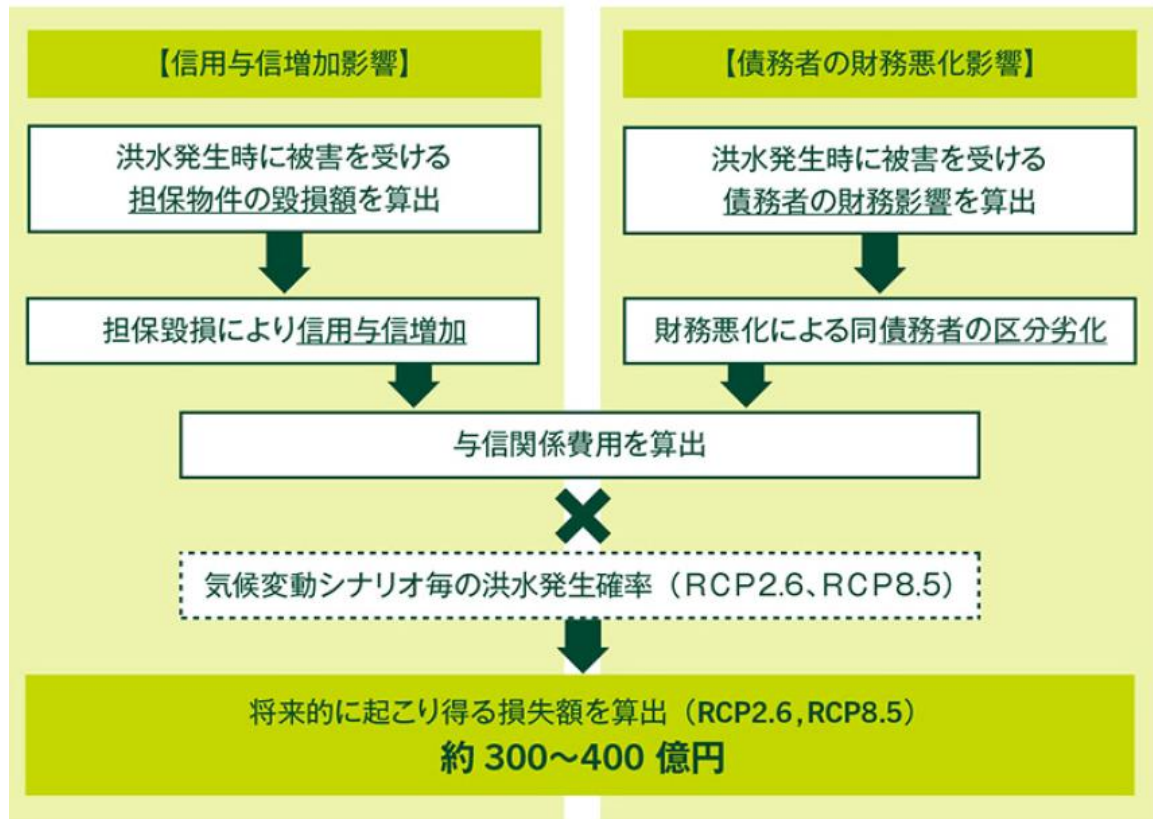 【信用与信増加影響】
洪水発生時に被害を受ける
担保物件の毀損額を算出
担保毀損により信用与信増加
【債務者の財務悪化影響】
洪水発生時に被害を受ける
債務者の財務影響を算出
財務悪化による同債務者の区分劣化
与信関係費用を算出
気候変動シナリオ毎の洪水発生確率（RCP2.6、RCP8.5）
将来的に起こり得る損失額を算出（RCP2.6,RCP8.5）
約 300～400 億円